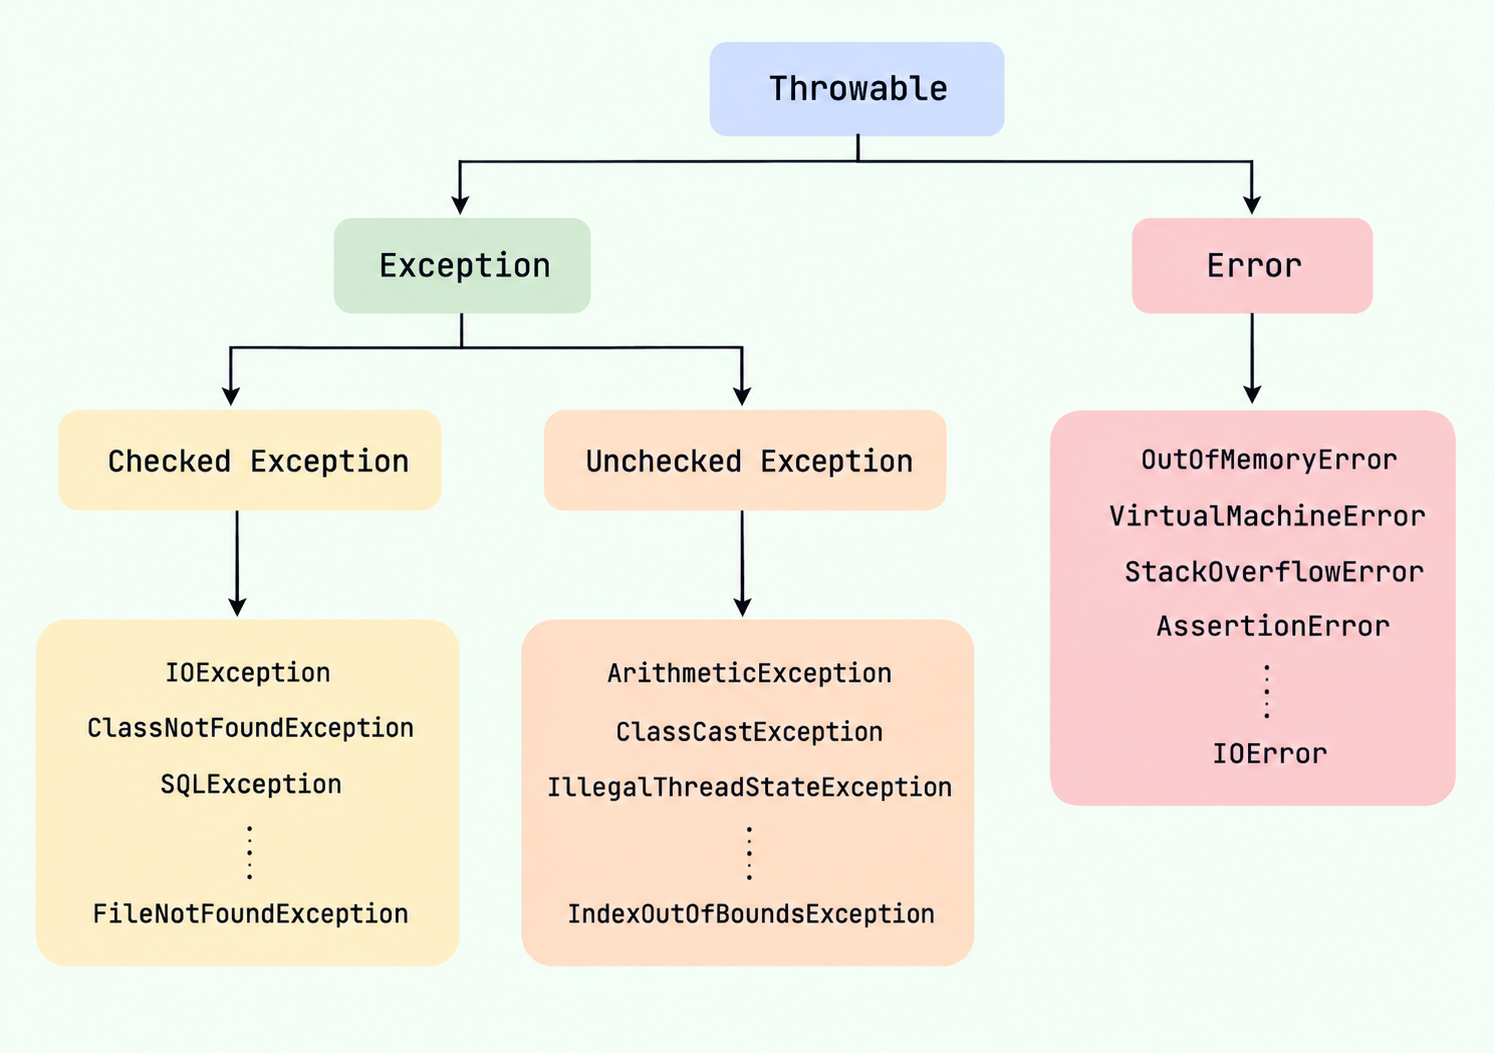 Throwable
Exception
Error
Checked Exception
Unchecked Exception
IOException
ClassNotFoundException
SQLException
FileNotFoundException
ArithmeticException
ClassCastException
IllegalThreadStateException
IndexOutOfBoundsException
OutOfMemoryError
VirtualMachineError
StackOverflowError
AssertionError
IOError